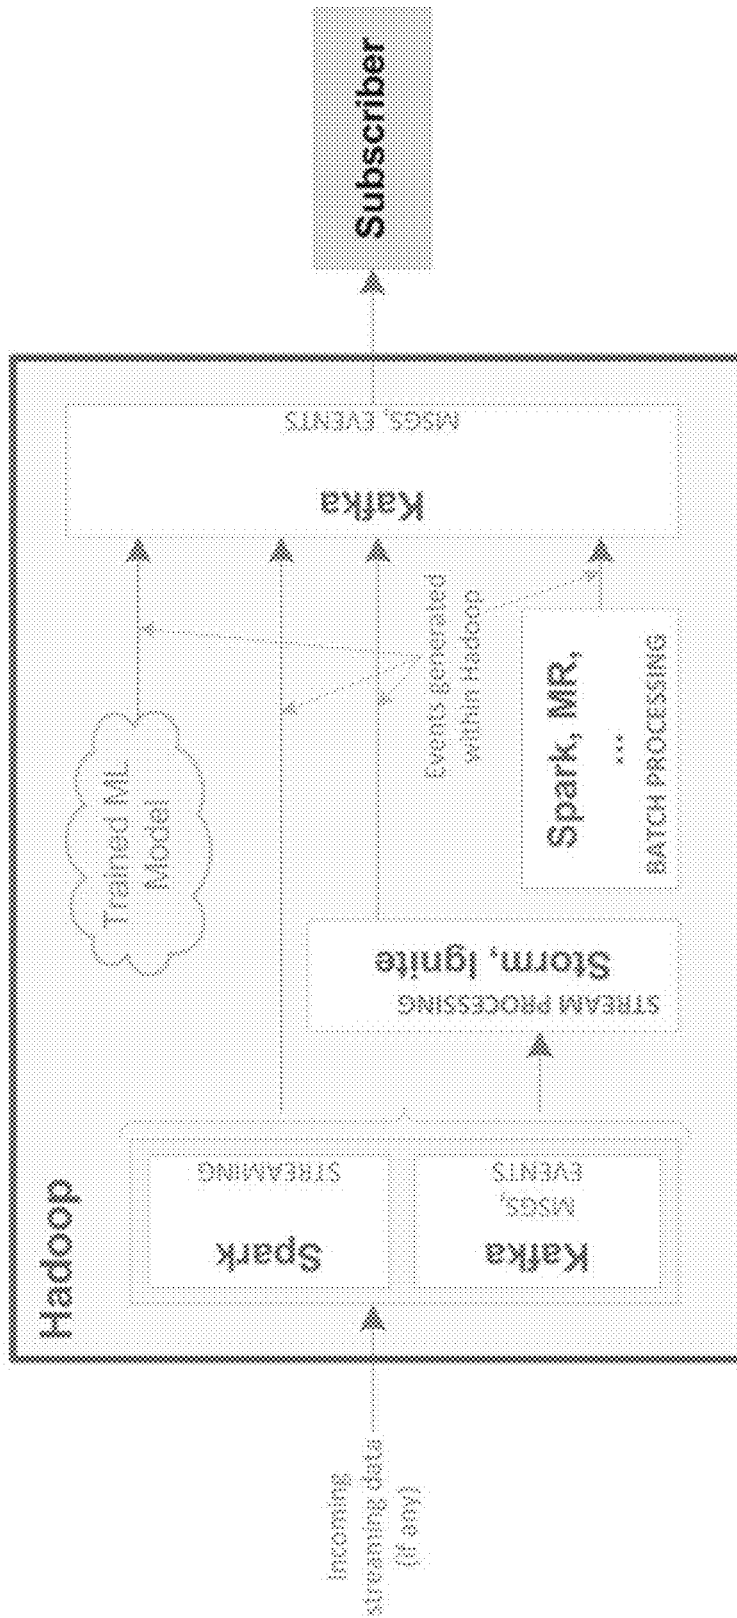 Hadoop
Incoming
streaming data
(if any)
Spark
STREAMING
Kafka
MSGS,
EVENTS
STREAM PROCESSING
Storm, Ignite
Trained ML
Model
Spark, MR,
...
BATCH PROCESSING
Events generated
within Hadoop
Kafka
MSGS, EVENTS
Subscriber